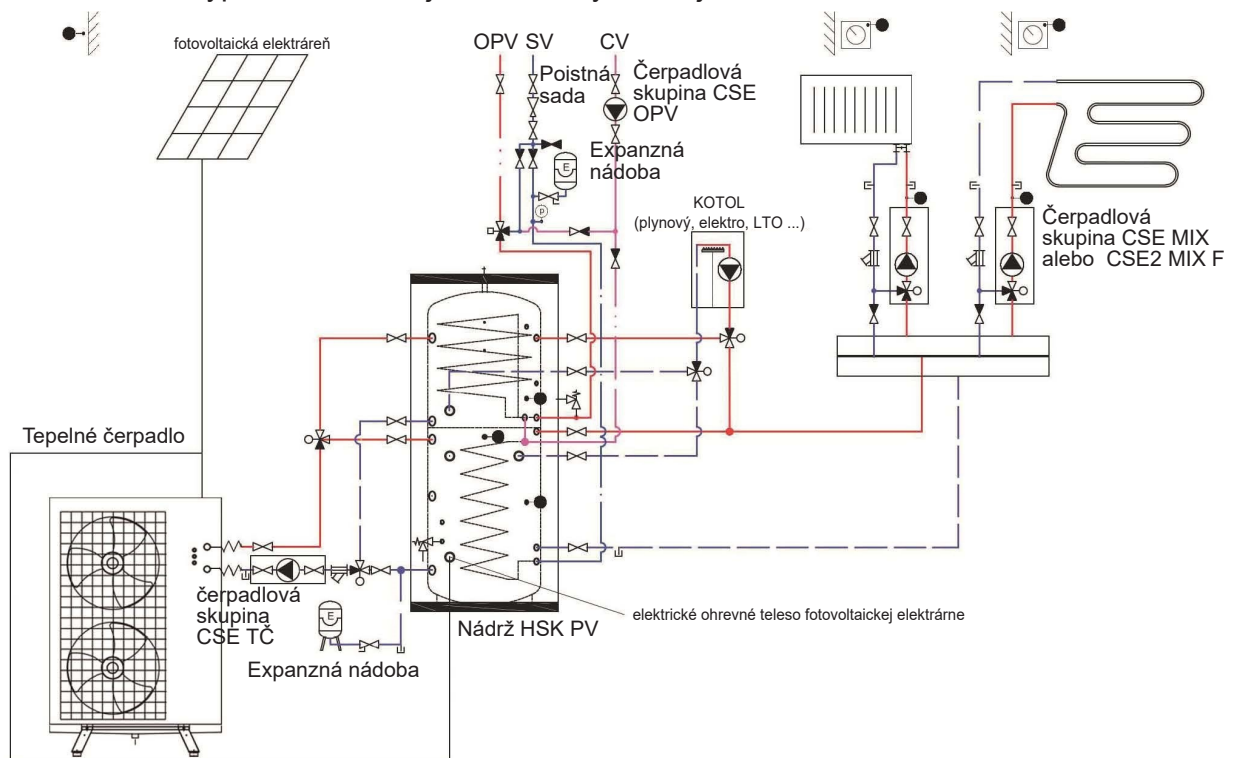 fotovoltaická elektráreň
OPV SV CV
Poistná
sada
Čerpadlová
skupina CSE
OPV
E
Expanzná
nádoba
P
KOTOL
(plynový, elektro, LTO ...)
Čerpadlová
skupina CSE MIX
alebo CSE2 MIX F
Tepelné čerpadlo
čerpadlová
skupina
CSE TČ
E
Expanzná nádoba
Nádrž HSK PV
elektrické ohrevné teleso fotovoltaickej elektrárne